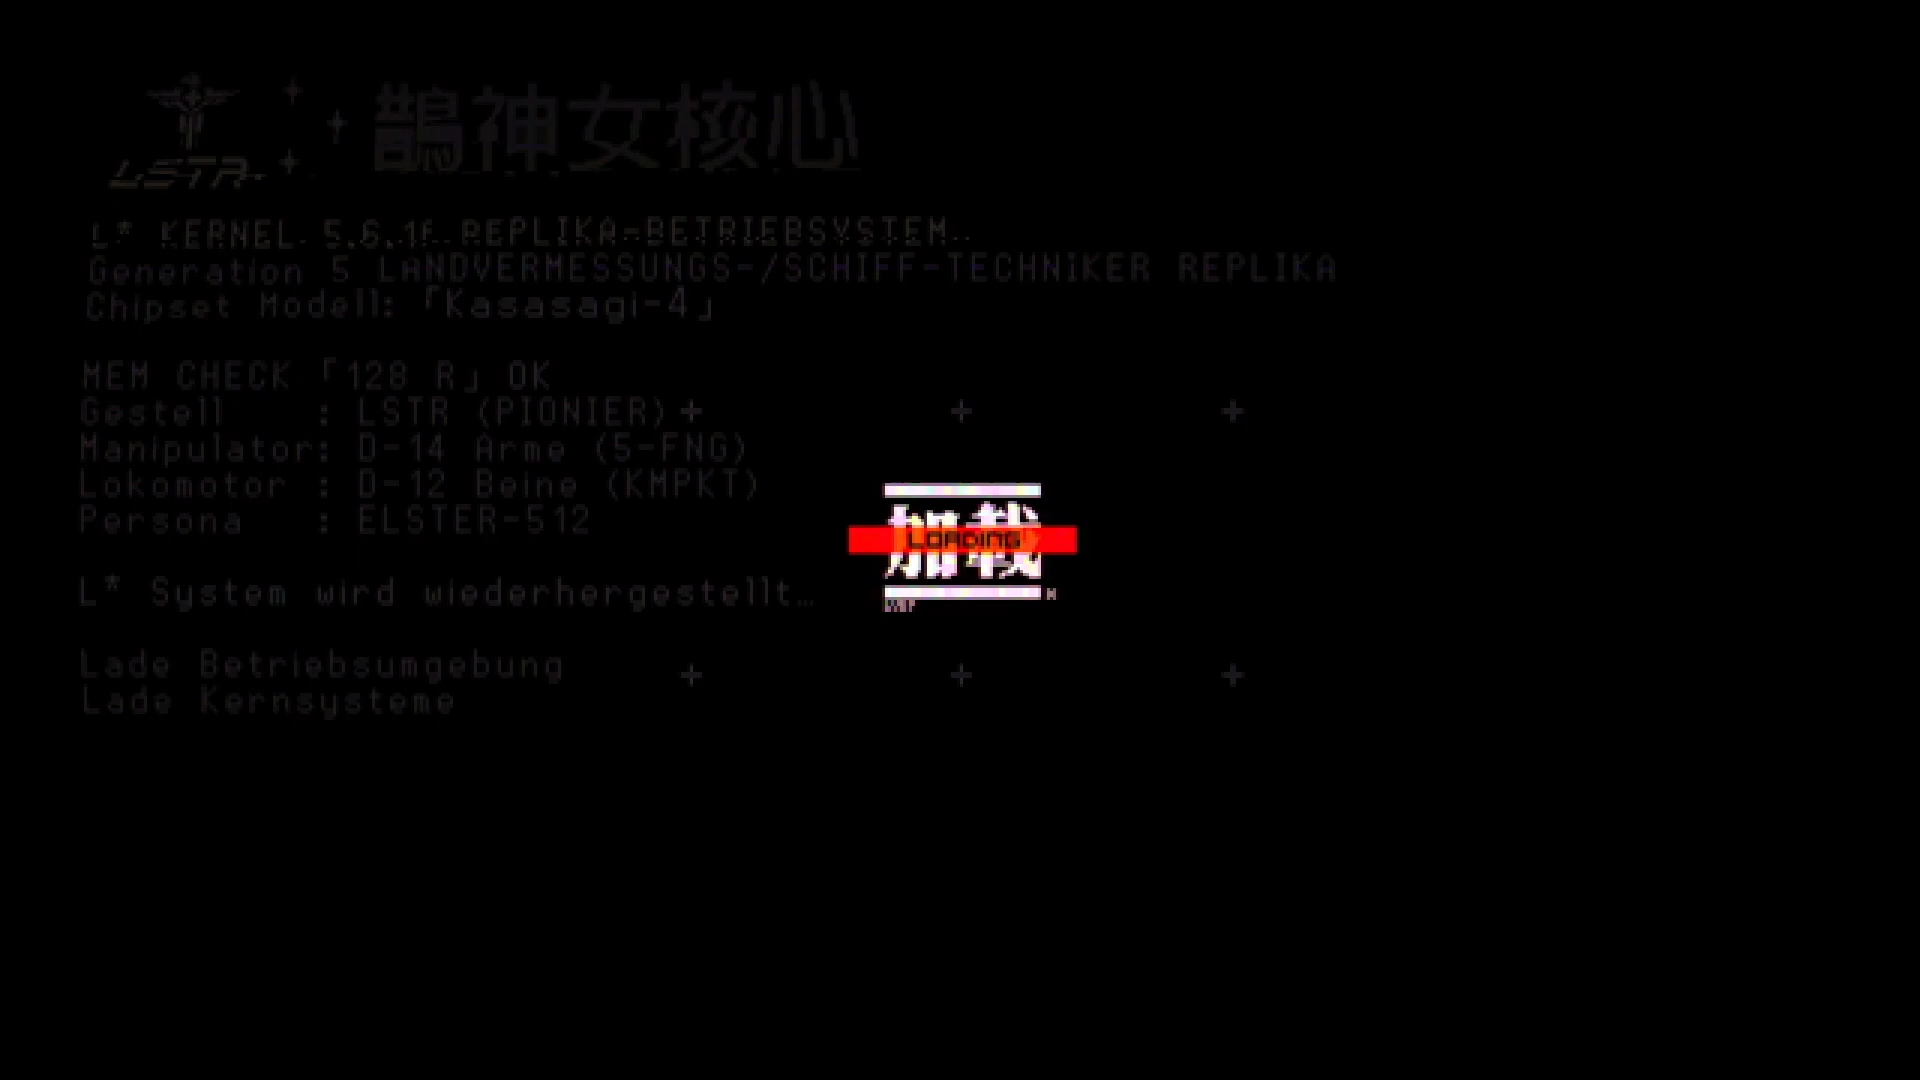 鵲神女核心
LSTR
L* KERNEL 5.6.16 REPLIKA-BETRIEBSYSTEM
Generation 5 LANDVERMESSUNGS-/SCHIFF-TECHNIKER REPLIKA
Chipset Modell: 「Kasasagi-4」
MEM CHECK 「128 R」 OK
Gestell : LSTR (PIONIER)
Manipulator: D-14 Arme (5-FNG)
Lokomotor : D-12 Beine (KMPKT)
Persona : ELSTER-512
L* System wird wiederhergestellt…
Lade Betriebsumgebung
Lade Kernsysteme
加載
LOADING